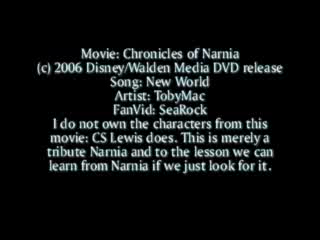 Movie: Chronicles of Narnia
(c) 2006 Disney/Walden Media DVD release
Song: New World
Artist: TobyMac
FanVid: SeaRock
I do not own the characters from this
movie: CS Lewis does. This is merely a
tribute Narnia and to the lesson we can
learn from Narnia if we just look for it.